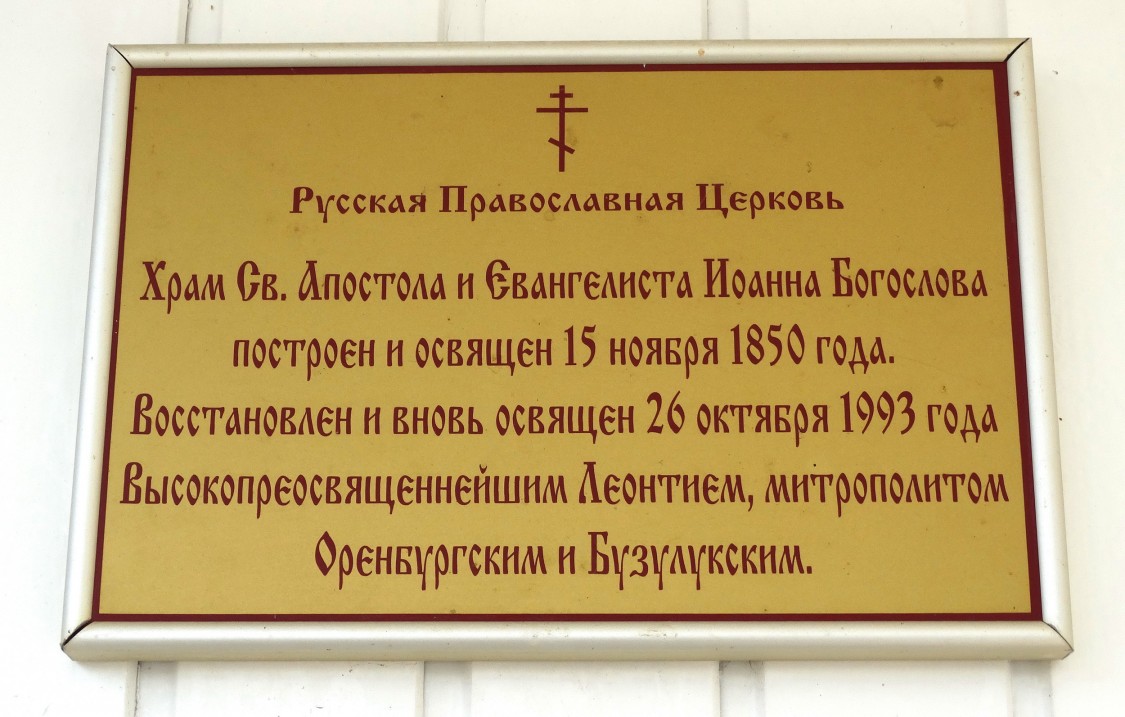 Русская Православная Церковь
Храм Св. Апостола и Евангелиста Иоанна Богослова
построен и освящен 15 ноября 1850 года.
Восстановлен и вновь освящен 26 октября 1993 года
Высокопреосвященнейшим Леонтием, митрополитом
Оренбургским и Бузулукским.